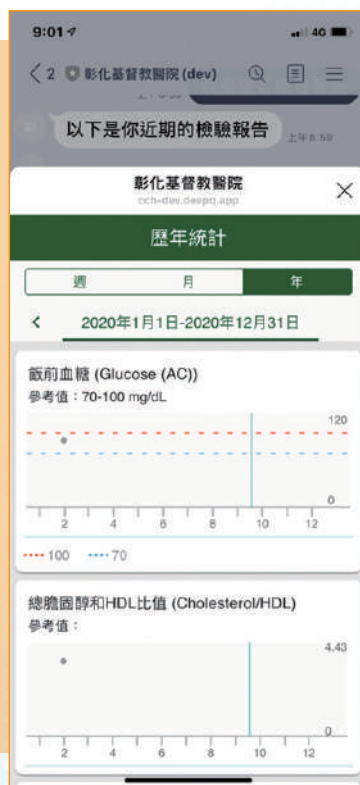 9:01
4G
2 彰化基督教醫院 (dev)
以下是你近期的檢驗報告
彰化基督教醫院
cch-dev.deepq.app
歷年統計
週 月 年
2020年1月1日-2020年12月31日
飯前血糖 (Glucose (AC))
參考值：70-100 mg/dL
120
0
2 4 6 8 10 12
100 70
總膽固醇和HDL比值 (Cholesterol/HDL)
參考值：
4.43
0
2 4 6 8 10 12